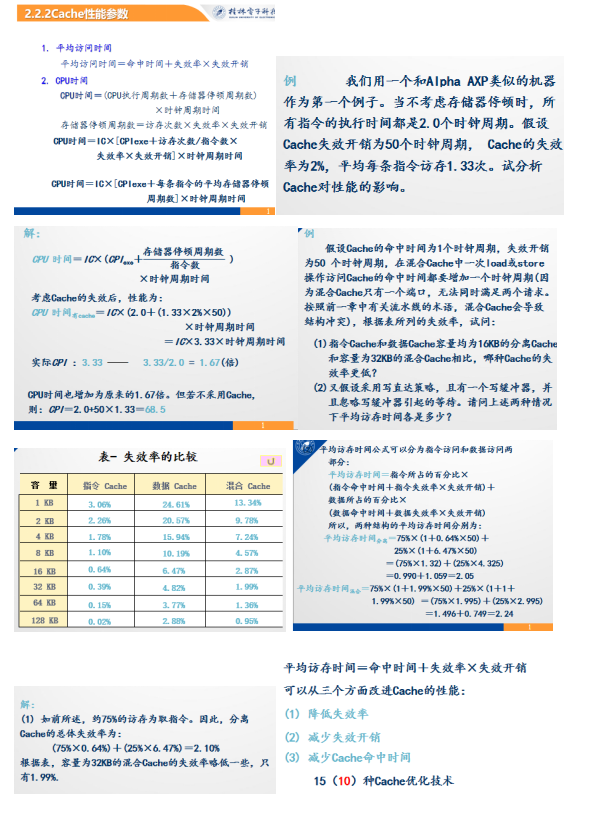 2.2.2Cache性能参数
桂林电子科技
1. 平均访问时间
平均访问时间＝命中时间＋失效率×失效开销
2. CPU时间
CPU时间＝(CPU执行周期数＋存储器停顿周期数)
×时钟周期时间
存储器停顿周期数＝访存次数×失效率×失效开销
CPU时间＝IC×[CPIexe＋访存次数/指令数×
失效率×失效开销]×时钟周期时间
CPU时间＝IC×[CPIexe＋每条指令的平均存储器停顿
周期数]×时钟周期时间
1
例 我们用一个和Alpha AXP类似的机器
作为第一个例子。当不考虑存储器停顿时，所
有指令的执行时间都是2.0个时钟周期。假设
Cache失效开销为50个时钟周期， Cache的失效
率为2%，平均每条指令访存1.33次。试分析
Cache对性能的影响。
解：
CPU 时间＝IC×(CPIexe＋存储器停顿周期数/指令数 )
×时钟周期时间
考虑Cache的失效后，性能为：
CPU 时间有cache＝IC×(2.0＋(1.33×2%×50))
×时钟周期时间
＝IC×3.33×时钟周期时间
实际CPI ：3.33 —— 3.33/2.0 = 1.67(倍)
CPU时间也增加为原来的1.67倍。但若不采用Cache,
则：CPI＝2.0+50×1.33＝68.5
1
例
假设Cache的命中时间为1个时钟周期，失效开销
为50 个时钟周期，在混合Cache中一次load或store
操作访问Cache的命中时间都要增加一个时钟周期(因
为混合Cache只有一个端口，无法同时满足两个请求。
按照前一章中有关流水线的术语，混合Cache会导致
结构冲突)，根据表所列的失效率，试问：
(1)指令Cache和数据Cache容量均为16KB的分离Cache
和容量为32KB的混合Cache相比，哪种Cache的失
效率更低？
(2)又假设采用写直达策略，且有一个写缓冲器，并
且忽略写缓冲器引起的等待。请问上述两种情况
下平均访存时间各是多少？
表- 失效率的比较
容 量 指令 Cache 数据 Cache 混合 Cache
1 KB 3.06% 24.61% 13.34%
2 KB 2.26% 20.57% 9.78%
4 KB 1.78% 15.94% 7.24%
8 KB 1.10% 10.19% 4.57%
16 KB 0.64% 6.47% 2.87%
32 KB 0.39% 4.82% 1.99%
64 KB 0.15% 3.77% 1.36%
128 KB 0.02% 2.88% 0.95%
平均访存时间公式可以分为指令访问和数据访问两
部分：
平均访存时间＝指令所占的百分比×
(指令命中时间＋指令失效率×失效开销)＋
数据所占的百分比×
(数据命中时间＋数据失效率×失效开销)
所以，两种结构的平均访存时间分别为：
平均访存时间分离＝75%×(1＋0.64%×50)＋
25%×(1＋6.47%×50)
＝(75%×1.32)＋(25%×4.325)
＝0.990＋1.059＝2.05
平均访存时间混合＝75%×(1＋1.99%×50)＋25%×(1＋1＋
1.99%×50) ＝(75%×1.995)＋(25%×2.995)
＝1.496＋0.749＝2.24
1
解：
(1) 如前所述，约75%的访存为取指令。因此，分离
Cache的总体失效率为：
(75%×0.64%)＋(25%×6.47%)＝2.10%
根据表，容量为32KB的混合Cache的失效率略低一些，只
有1.99%.
平均访存时间＝命中时间＋失效率×失效开销
可以从三个方面改进Cache的性能：
(1) 降低失效率
(2) 减少失效开销
(3) 减少Cache命中时间
15（10）种Cache优化技术